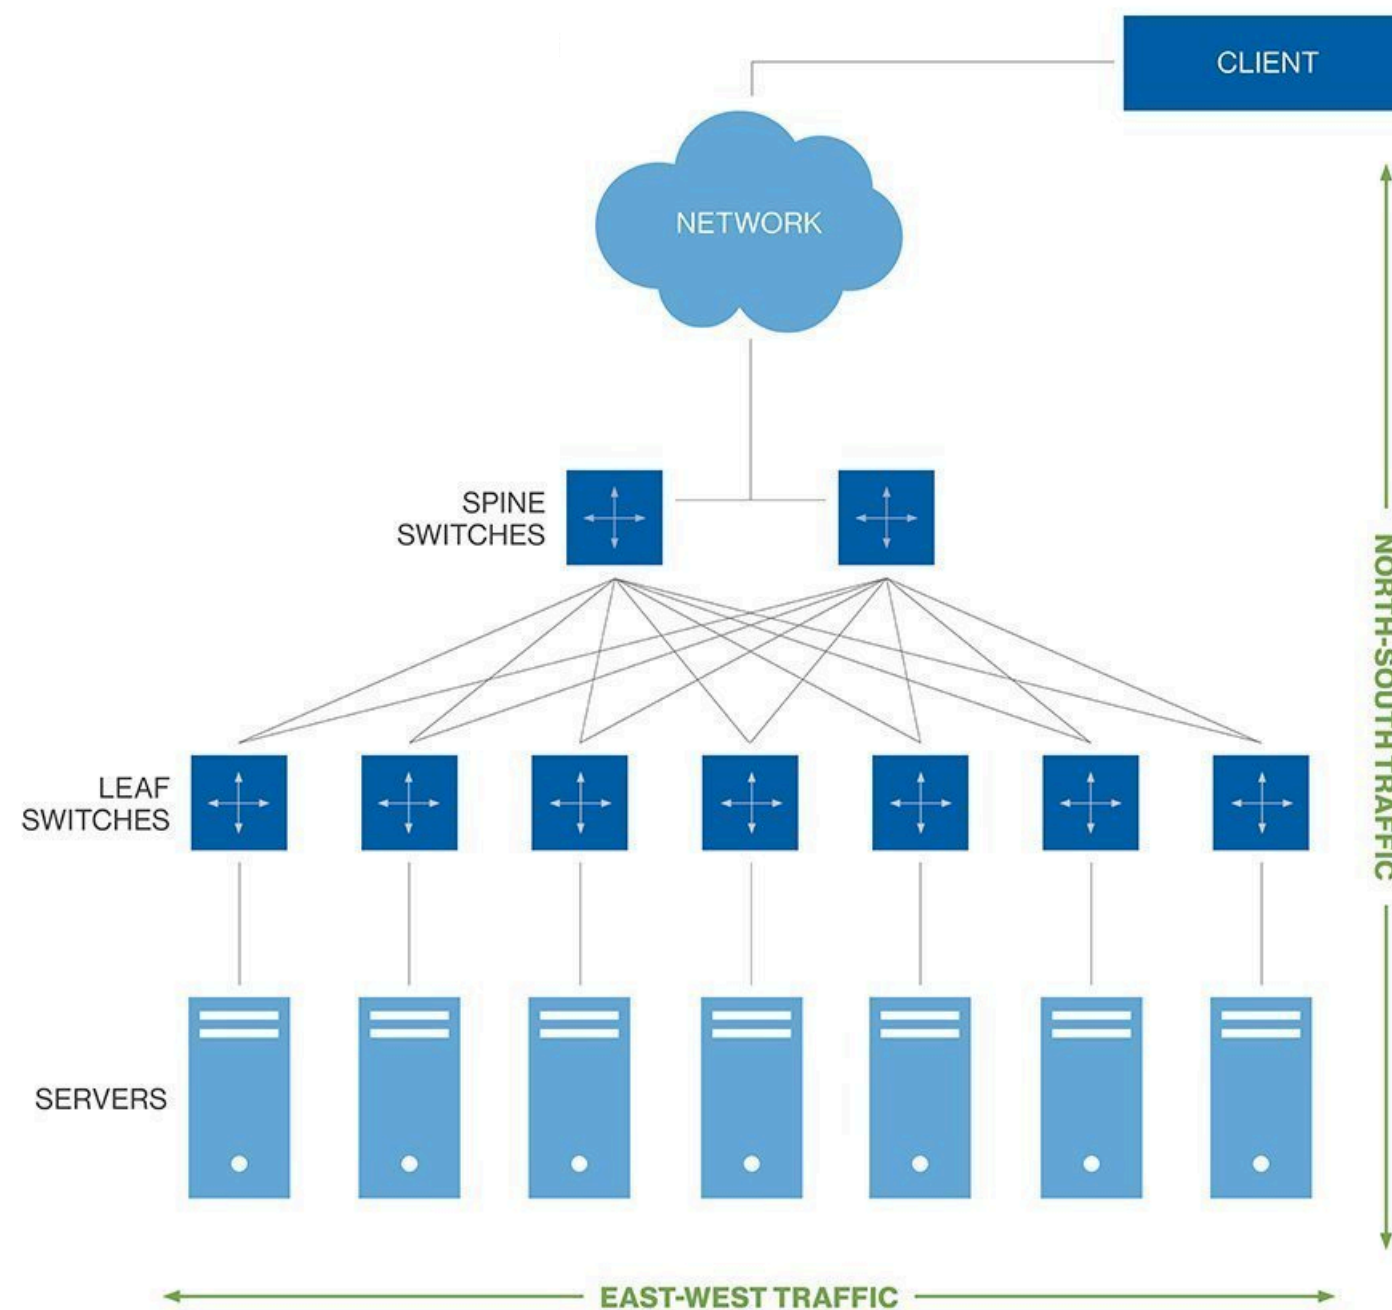 CLIENT
NETWORK
SPINE
SWITCHES
LEAF
SWITCHES
NORTH-SOUTH TRAFFIC
SERVERS
EAST-WEST TRAFFIC